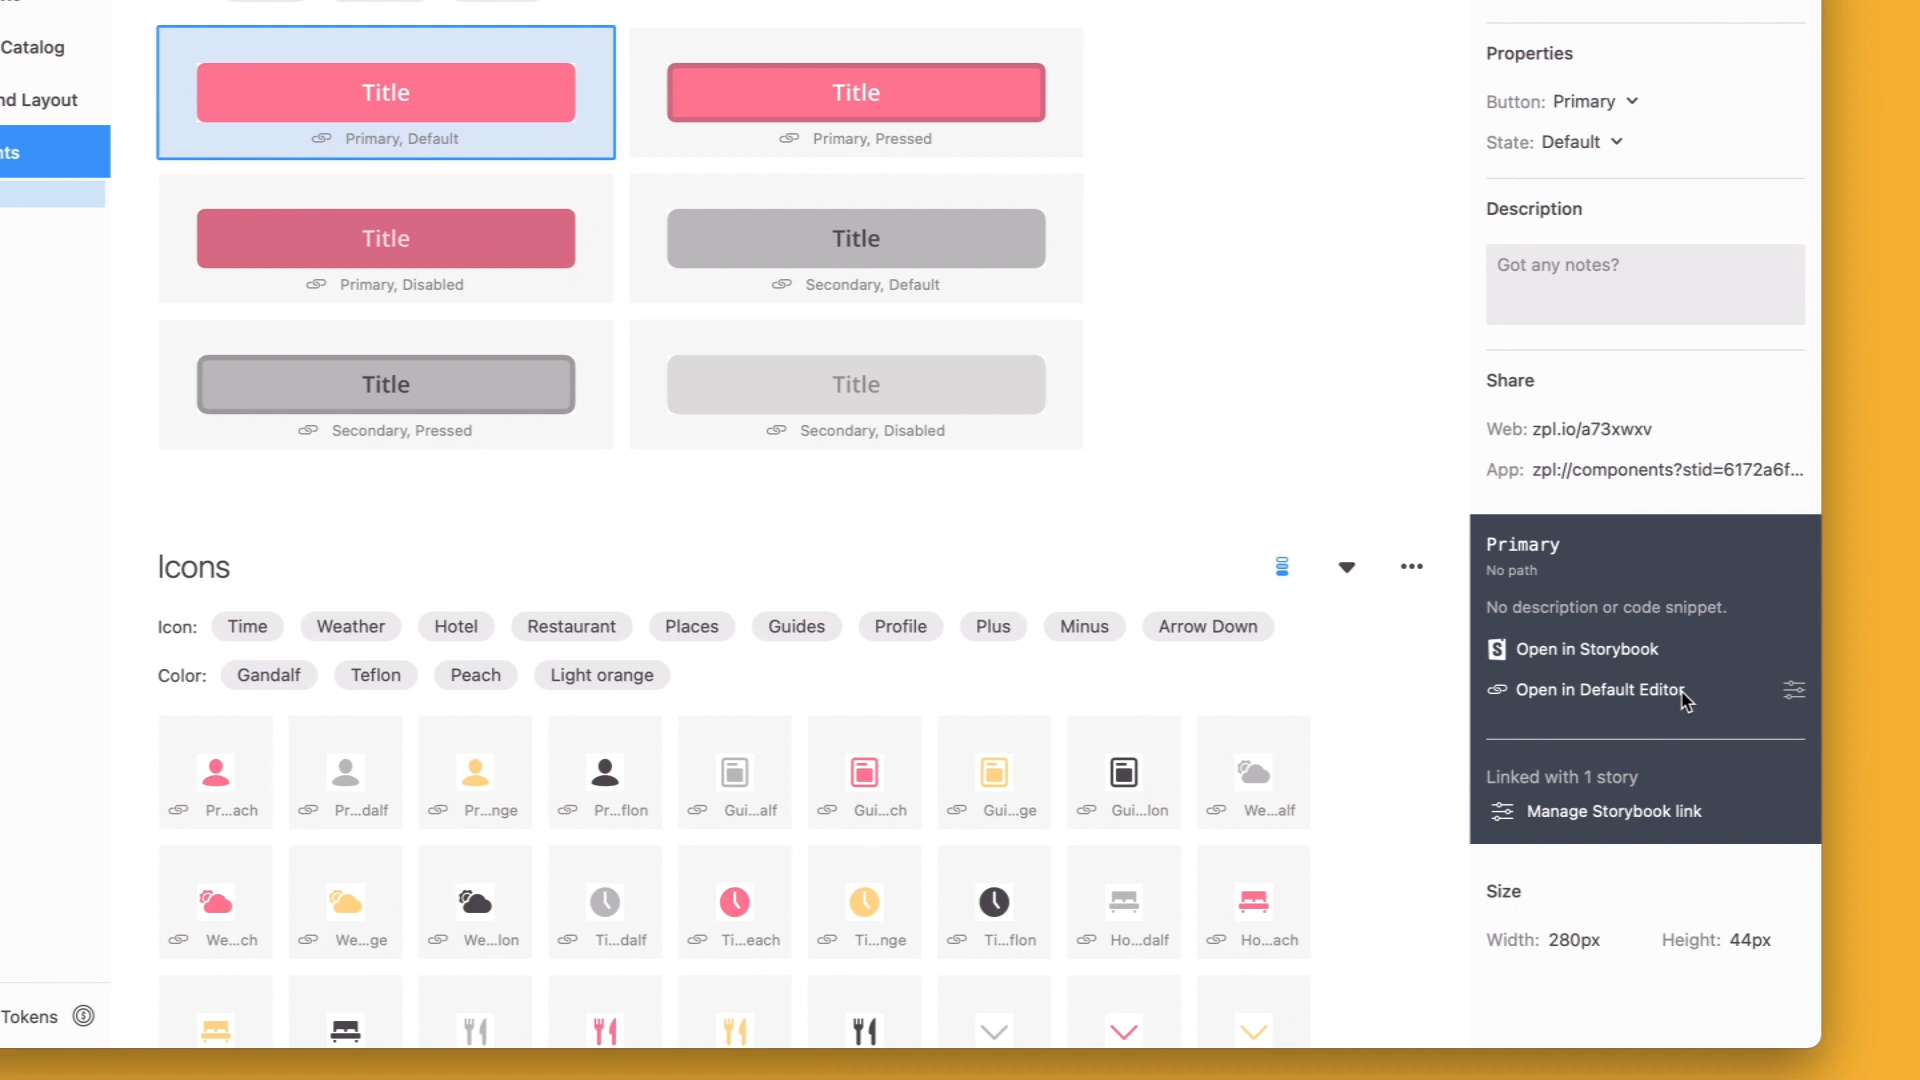 Catalog
nd Layout
nts
Tokens
Title
Primary, Default
Title
Primary, Pressed
Title
Primary, Disabled
Title
Secondary, Default
Title
Secondary, Pressed
Title
Secondary, Disabled
Icons
Icon: Time Weather Hotel Restaurant Places Guides Profile Plus Minus Arrow Down
Color: Gandalf Teflon Peach Light orange
Pr...ach Pr...dalf Pr...nge Pr...flon Gui...alf Gui...ch Gui...ge Gui...lon We...alf
We...ch We...ge We...lon Ti...dalf Ti...each Ti...nge Ti...flon Ho...dalf Ho...ach
Properties
Button: Primary
State: Default
Description
Got any notes?
Share
Web: zpl.io/a73xwxv
App: zpl://components?stid=6172a6f...
Primary
No path
No description or code snippet.
Open in Storybook
Open in Default Editor
Linked with 1 story
Manage Storybook link
Size
Width: 280px Height: 44px